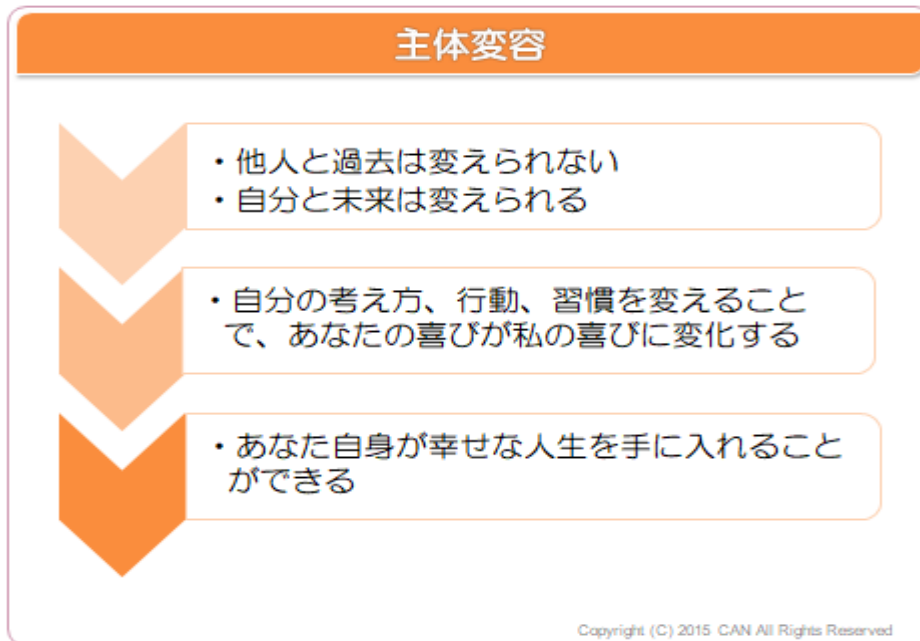 主体変容
・他人と過去は変えられない
・自分と未来は変えられる
・自分の考え方、行動、習慣を変えること
で、あなたの喜びが私の喜びに変化する
・あなた自身が幸せな人生を手に入れること
ができる
Copyright (C) 2015 CAN All Rights Reserved